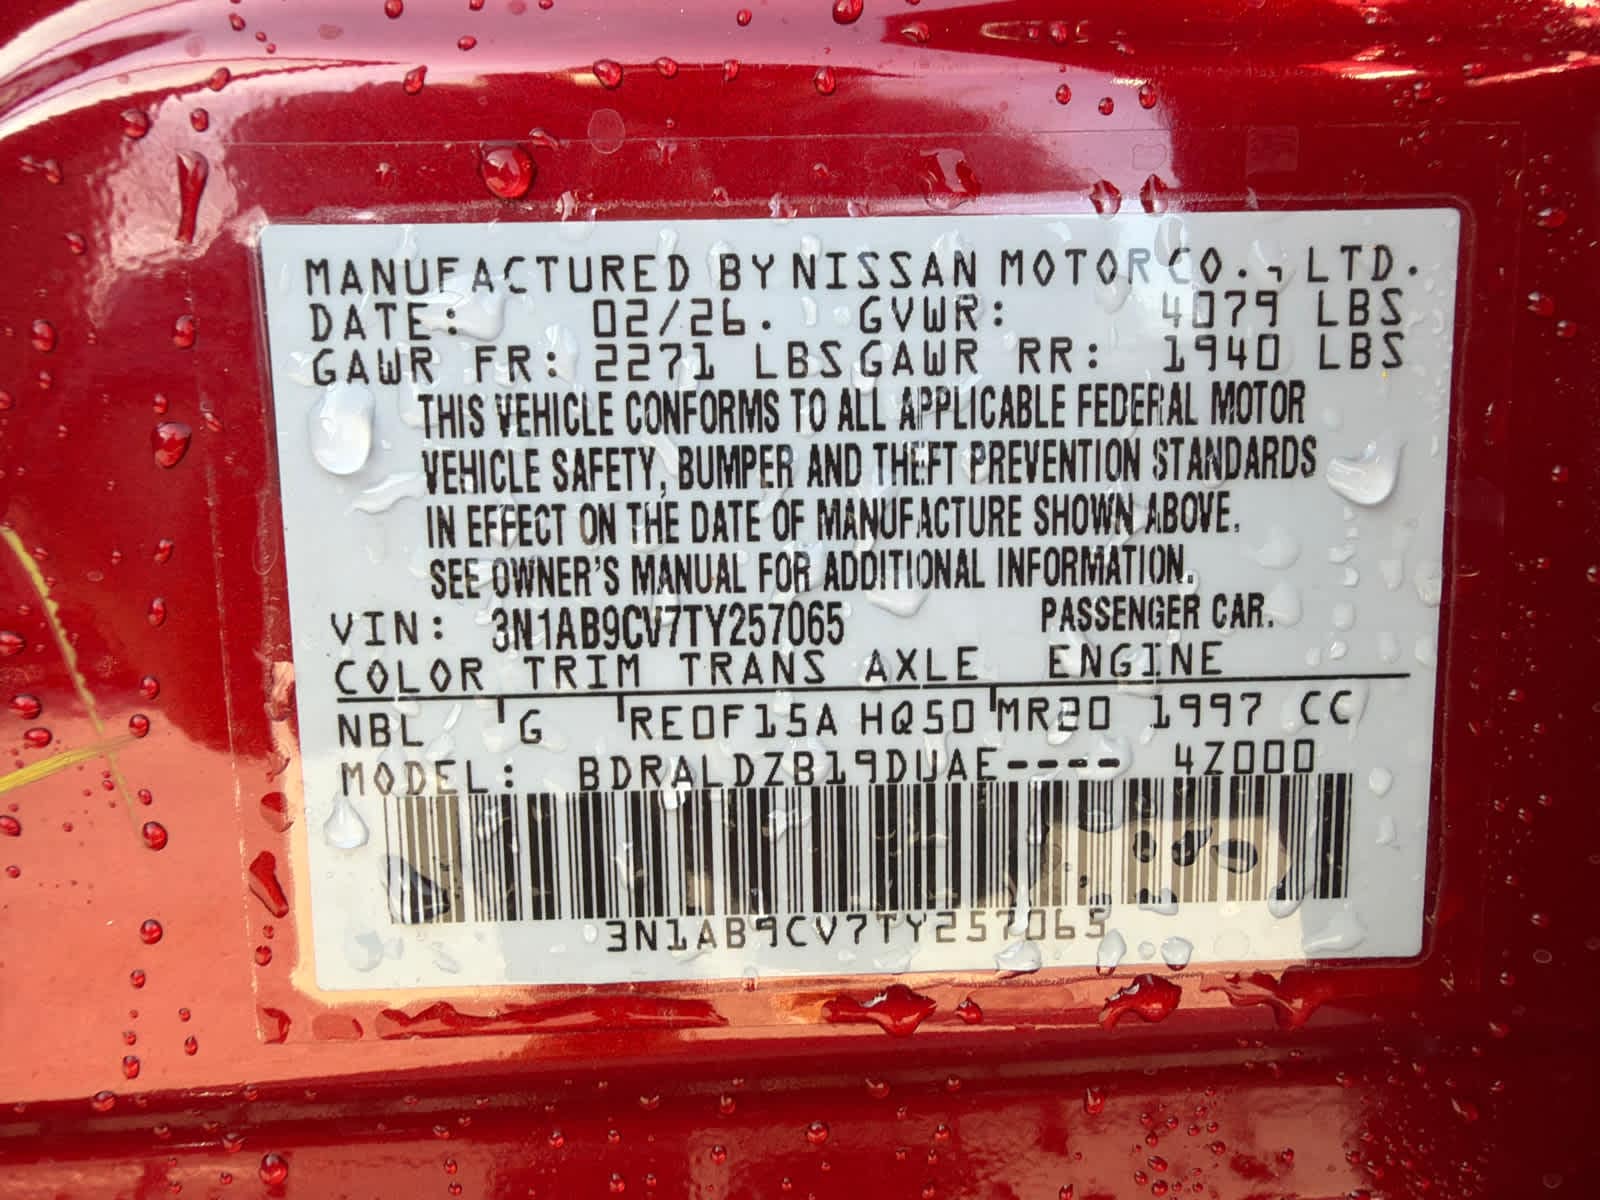 MANUFACTURED BY NISSAN MOTOR CO., LTD.
DATE: 02/26. GVWR: 4079 LBS
GAWR FR: 2271 LBS GAWR RR: 1940 LBS
THIS VEHICLE CONFORMS TO ALL APPLICABLE FEDERAL MOTOR
VEHICLE SAFETY, BUMPER AND THEFT PREVENTION STANDARDS
IN EFFECT ON THE DATE OF MANUFACTURE SHOWN ABOVE.
SEE OWNER'S MANUAL FOR ADDITIONAL INFORMATION.
VIN: 3N1AB9CV7TY257065 PASSENGER CAR.
COLOR TRIM TRANS AXLE ENGINE
NBL G RE0F15A HQ50 MR20 1997 CC
MODEL: BDRALDZB19DUAE---- 4Z000
3N1AB9CV7TY257065